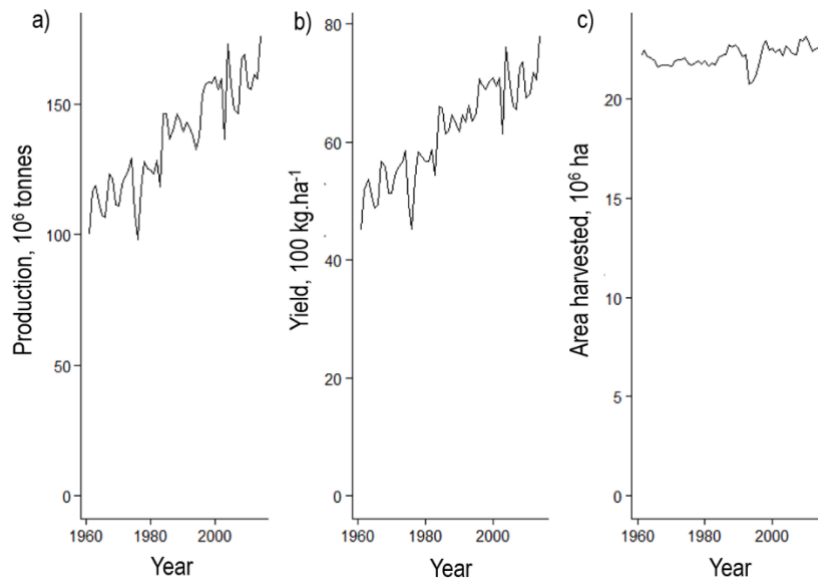 a)
Production, 10⁶ tonnes
150
100
50
0
1960 1980 2000
Year
b)
Yield, 100 kg.ha⁻¹
80
60
40
20
0
1960 1980 2000
Year
c)
Area harvested, 10⁶ ha
20
15
10
5
0
1960 1980 2000
Year